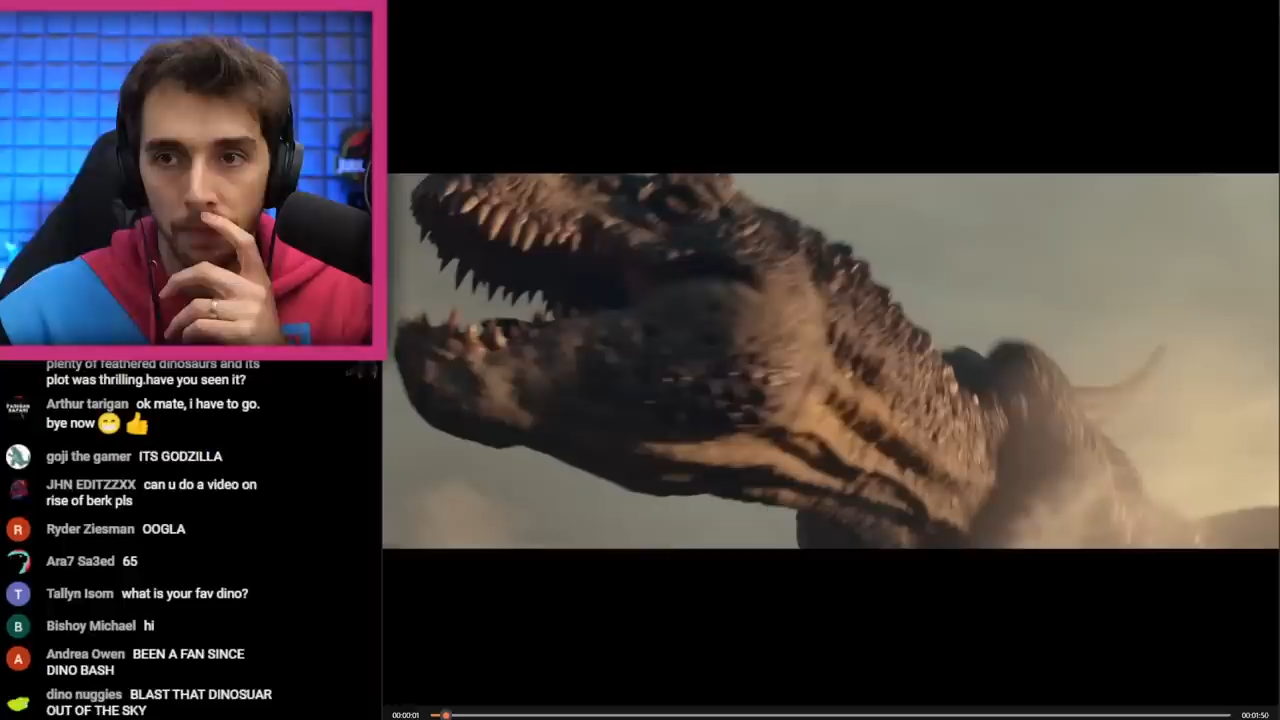 plenty of feathered dinosaurs and its
plot was thrilling.have you seen it?
Arthur tarigan ok mate, i have to go.
bye now
goji the gamer ITS GODZILLA
JHN EDITZZXX can u do a video on
rise of berk pls
R Ryder Ziesman OOGLA
Ara7 Sa3ed 65
T Tallyn Isom what is your fav dino?
B Bishoy Michael hi
A Andrea Owen BEEN A FAN SINCE
DINO BASH
dino nuggies BLAST THAT DINOSUAR
OUT OF THE SKY
00:00:01 00:01:50